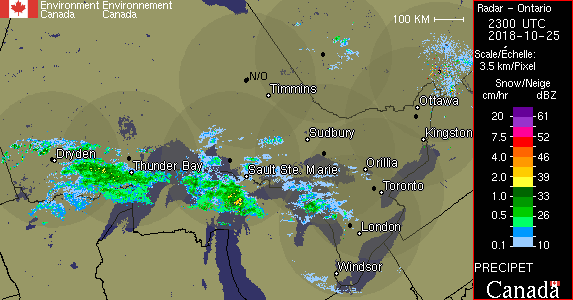 Environment Environnement
Canada Canada
Radar - Ontario
2300 UTC
2018-10-25
100 KM
Scale/Échelle:
3.5 km/Pixel
N/O
Timmins
Snow/Neige
cm/hr dBZ
20 61
7.5 57
5.5 52
4.0 46
2.0 39
1.0 33
0.5 26
0.1 10
Ottawa
Sudbury
Kingston
Dryden
Thunder Bay
Sault Ste. Marie
Orillia
Toronto
London
Windsor
PRECIPET
Canada